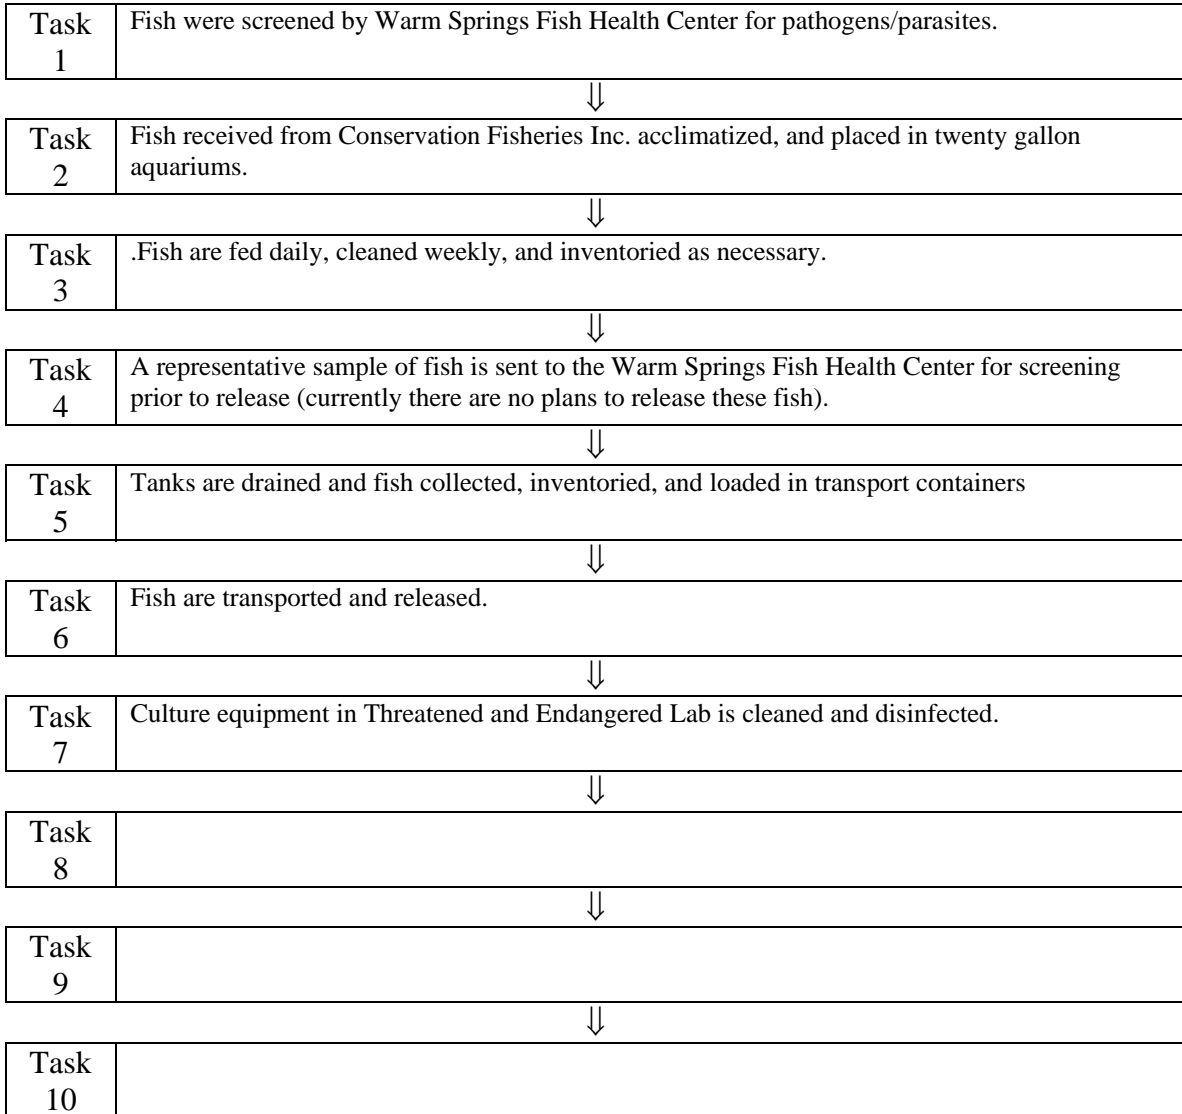 Task
1
Fish were screened by Warm Springs Fish Health Center for pathogens/parasites.
⇓
Task
2
Fish received from Conservation Fisheries Inc. acclimatized, and placed in twenty gallon
aquariums.
⇓
Task
3
.Fish are fed daily, cleaned weekly, and inventoried as necessary.
⇓
Task
4
A representative sample of fish is sent to the Warm Springs Fish Health Center for screening
prior to release (currently there are no plans to release these fish).
⇓
Task
5
Tanks are drained and fish collected, inventoried, and loaded in transport containers
⇓
Task
6
Fish are transported and released.
⇓
Task
7
Culture equipment in Threatened and Endangered Lab is cleaned and disinfected.
⇓
Task
8
⇓
Task
9
⇓
Task
10